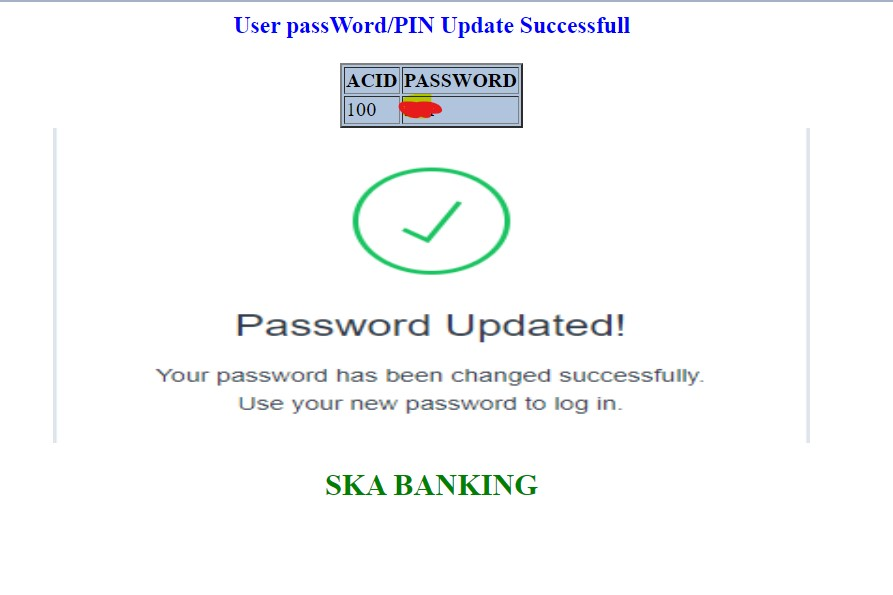 User passWord/PIN Update Successfull
ACID PASSWORD
100
Password Updated!
Your password has been changed successfully.
Use your new password to log in.
SKA BANKING